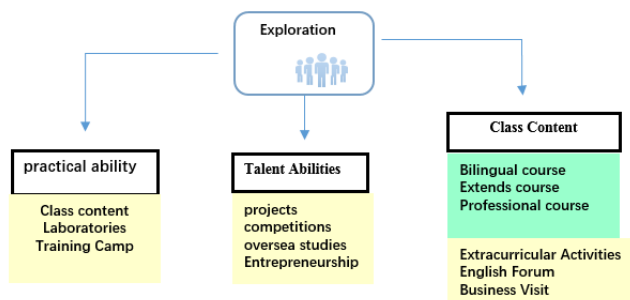 Exploration
practical ability
Class content
Laboratories
Training Camp
Talent Abilities
projects
competitions
oversea studies
Entrepreneurship
Class Content
Bilingual course
Extends course
Professional course
Extracurricular Activities
English Forum
Business Visit